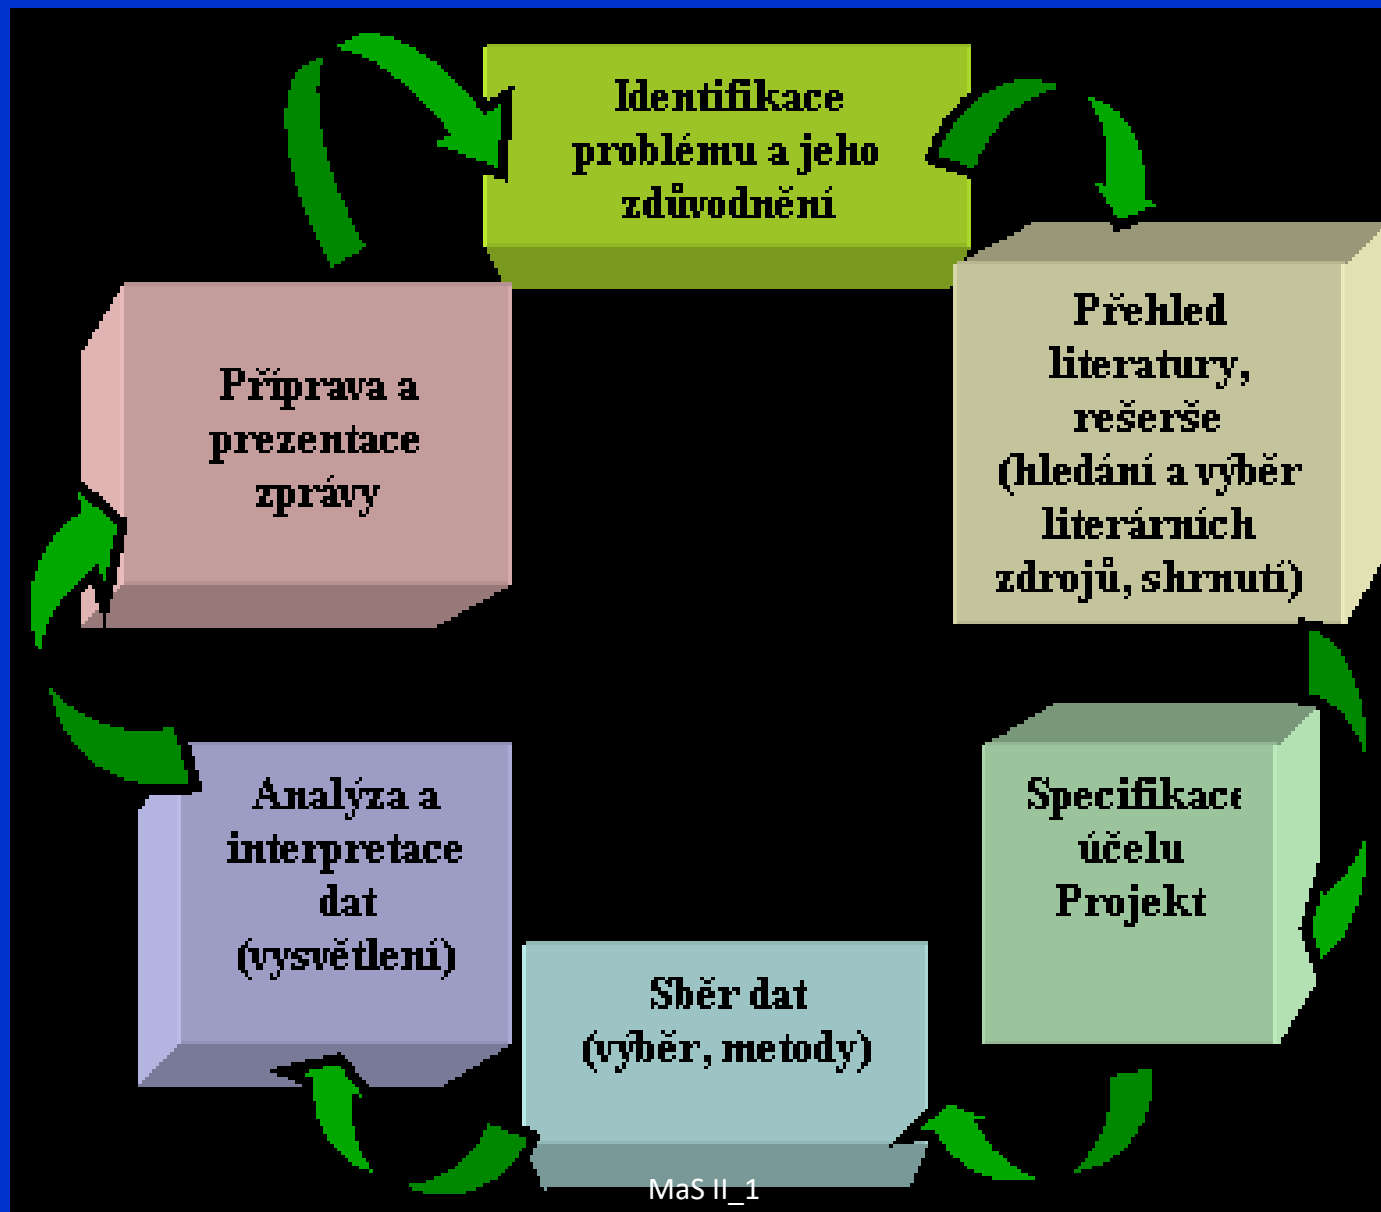 Identifikace
problému a jeho
zdůvodnění
Přehled
literatury,
rešerše
(hledání a výběr
literárních
zdrojů, shrnutí)
Specifikace
účelu
Projekt
Sběr dat
(výběr, metody)
Analýza a
interpretace
dat
(vysvětlení)
Příprava a
prezentace
zprávy
MaS II_1